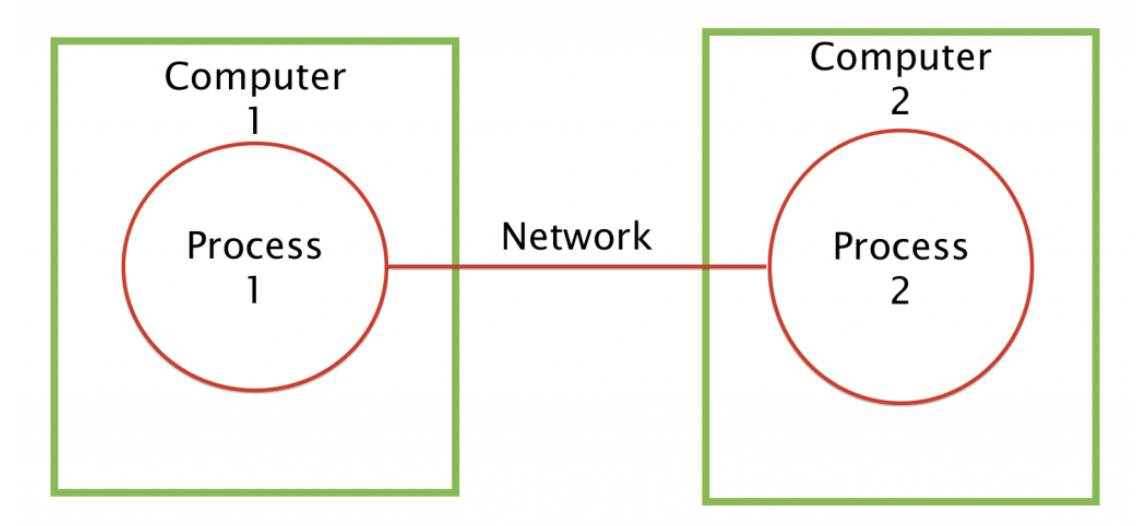 Computer
1
Process
1
Network
Computer
2
Process
2